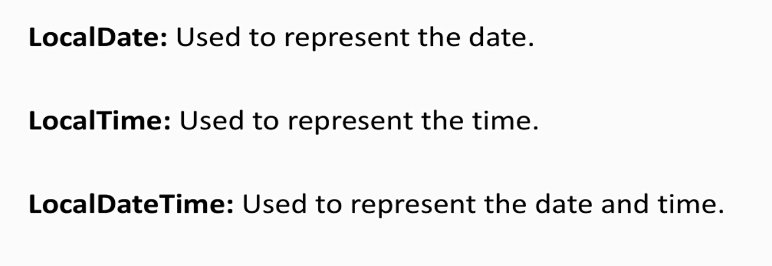 LocalDate: Used to represent the date.
LocalTime: Used to represent the time.
LocalDateTime: Used to represent the date and time.